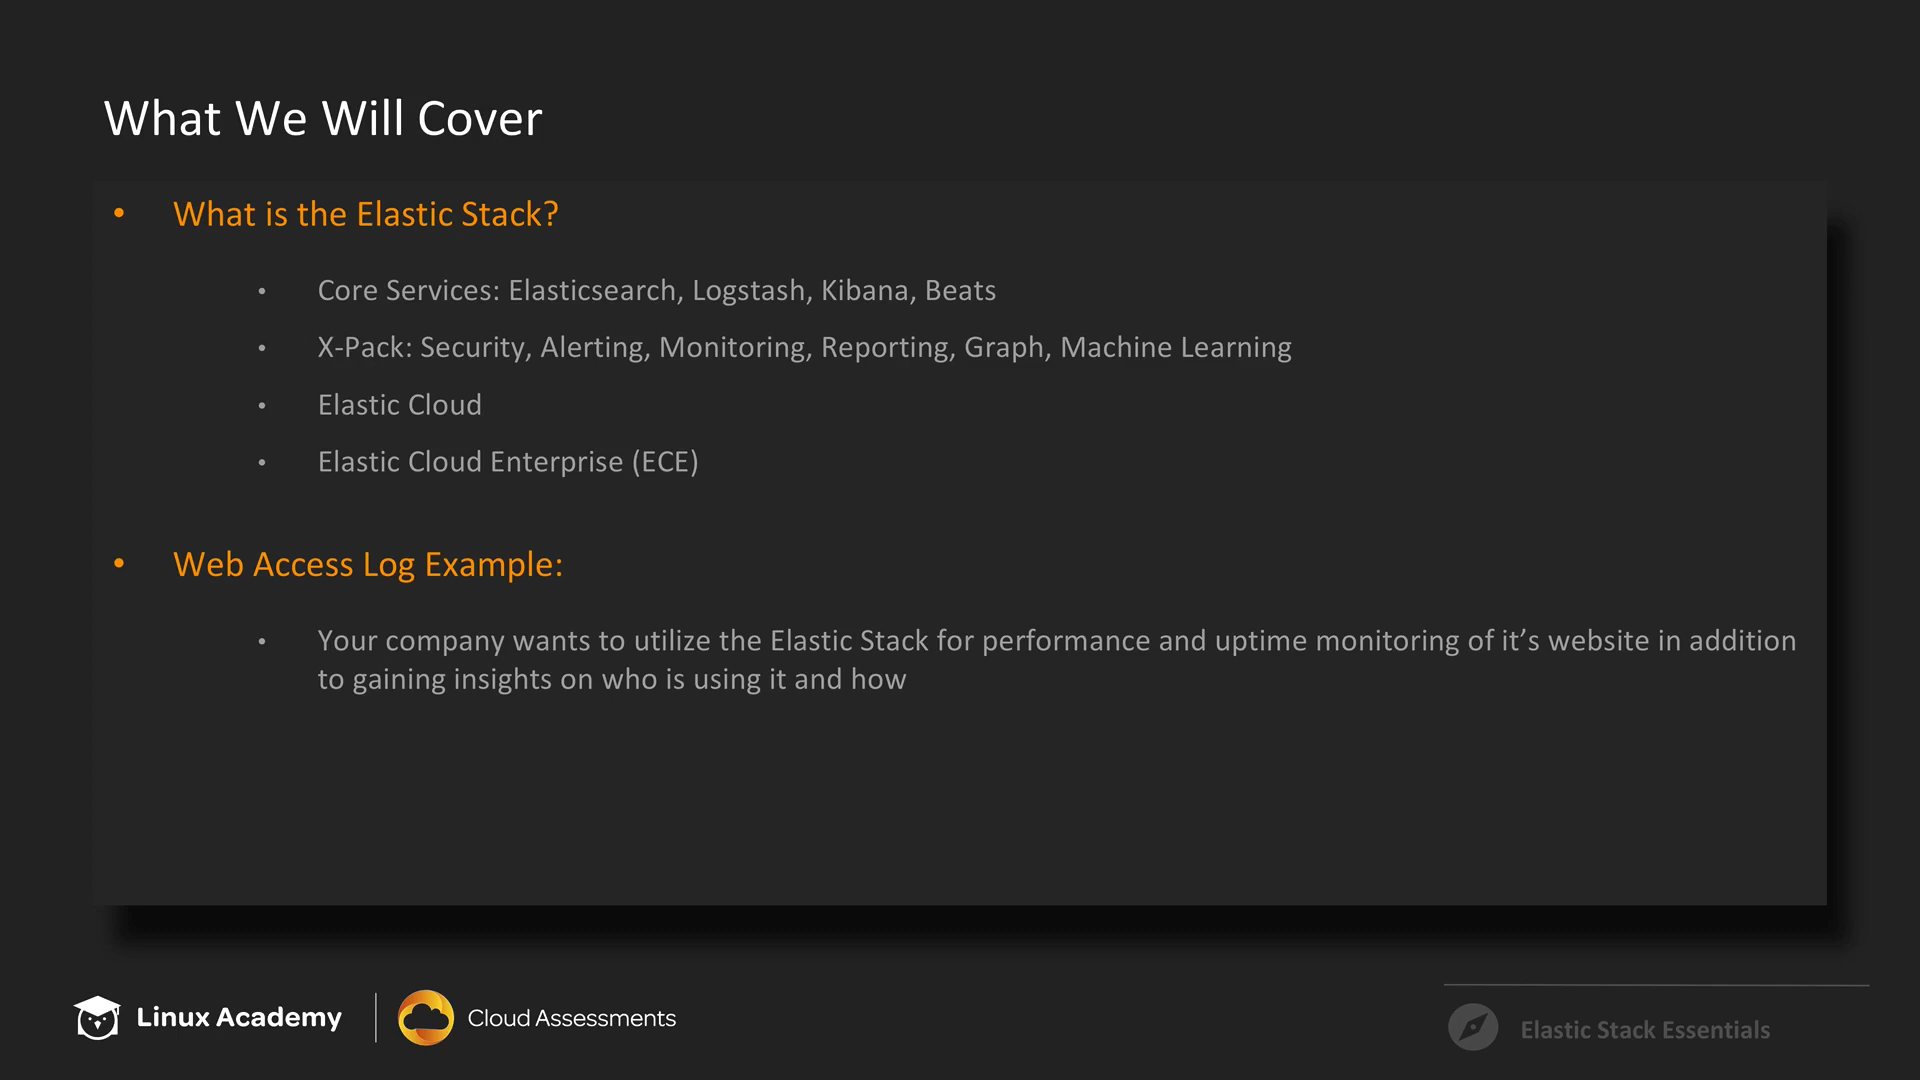 What We Will Cover
• What is the Elastic Stack?
• Core Services: Elasticsearch, Logstash, Kibana, Beats
• X-Pack: Security, Alerting, Monitoring, Reporting, Graph, Machine Learning
• Elastic Cloud
• Elastic Cloud Enterprise (ECE)
• Web Access Log Example:
• Your company wants to utilize the Elastic Stack for performance and uptime monitoring of it’s website in addition
to gaining insights on who is using it and how
Linux Academy
Cloud Assessments
Elastic Stack Essentials